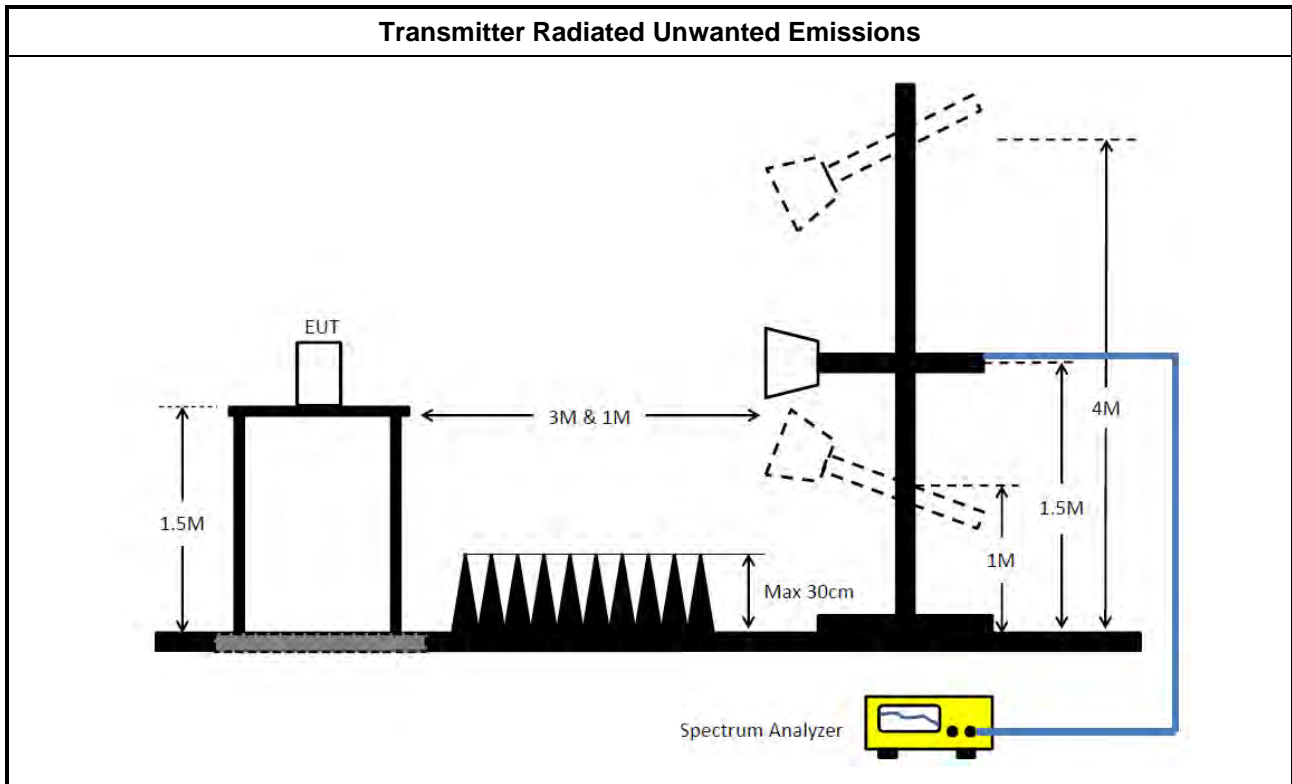 Transmitter Radiated Unwanted Emissions
EUT
3M & 1M
4M
1.5M
1.5M
1M
Max 30cm
Spectrum Analyzer